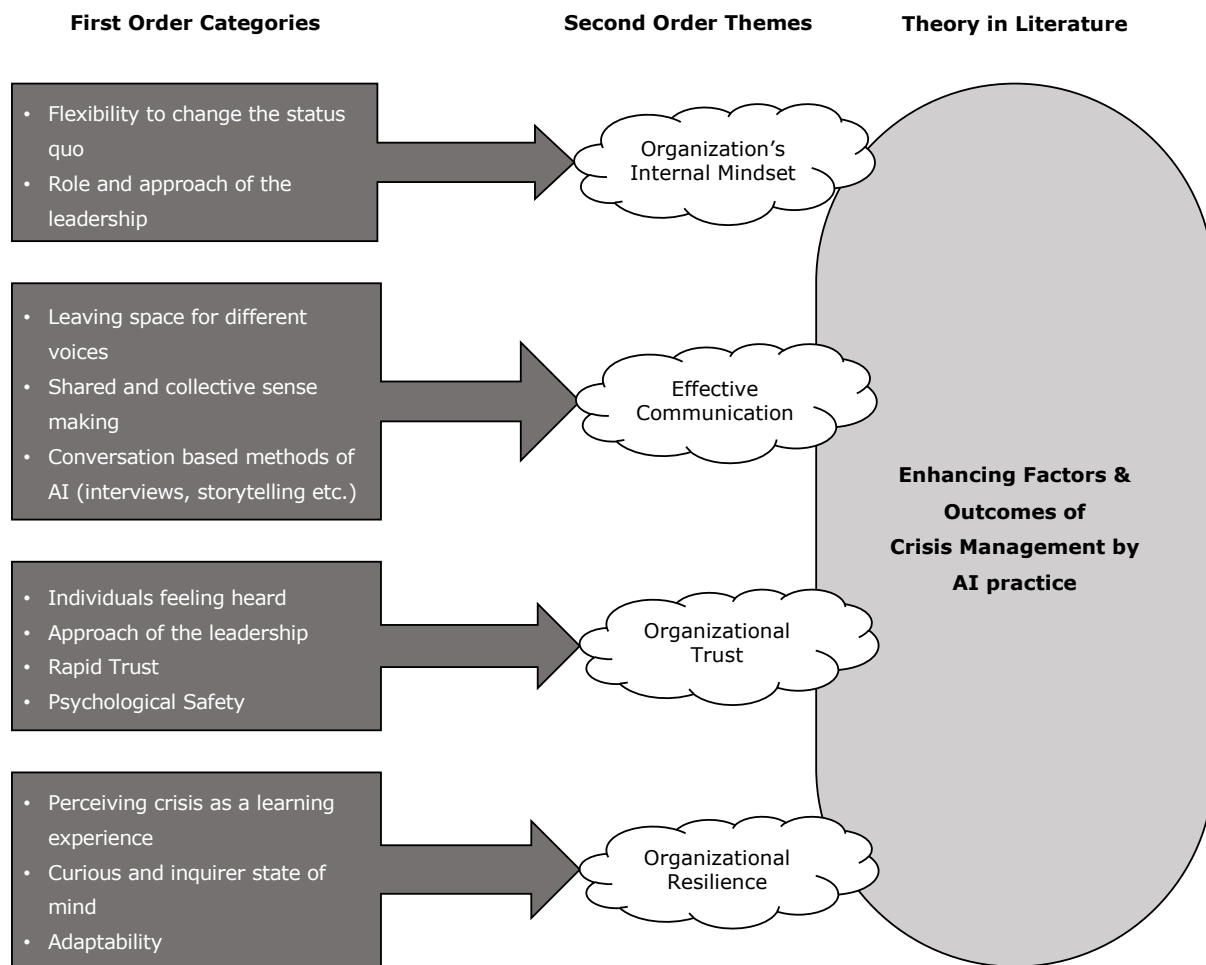 First Order Categories
Second Order Themes
Theory in Literature
• Flexibility to change the status
quo
• Role and approach of the
leadership
Organization’s
Internal Mindset
• Leaving space for different
voices
• Shared and collective sense
making
• Conversation based methods of
AI (interviews, storytelling etc.)
Effective
Communication
• Individuals feeling heard
• Approach of the leadership
• Rapid Trust
• Psychological Safety
Organizational
Trust
• Perceiving crisis as a learning
experience
• Curious and inquirer state of
mind
• Adaptability
Organizational
Resilience
Enhancing Factors &
Outcomes of
Crisis Management by
AI practice